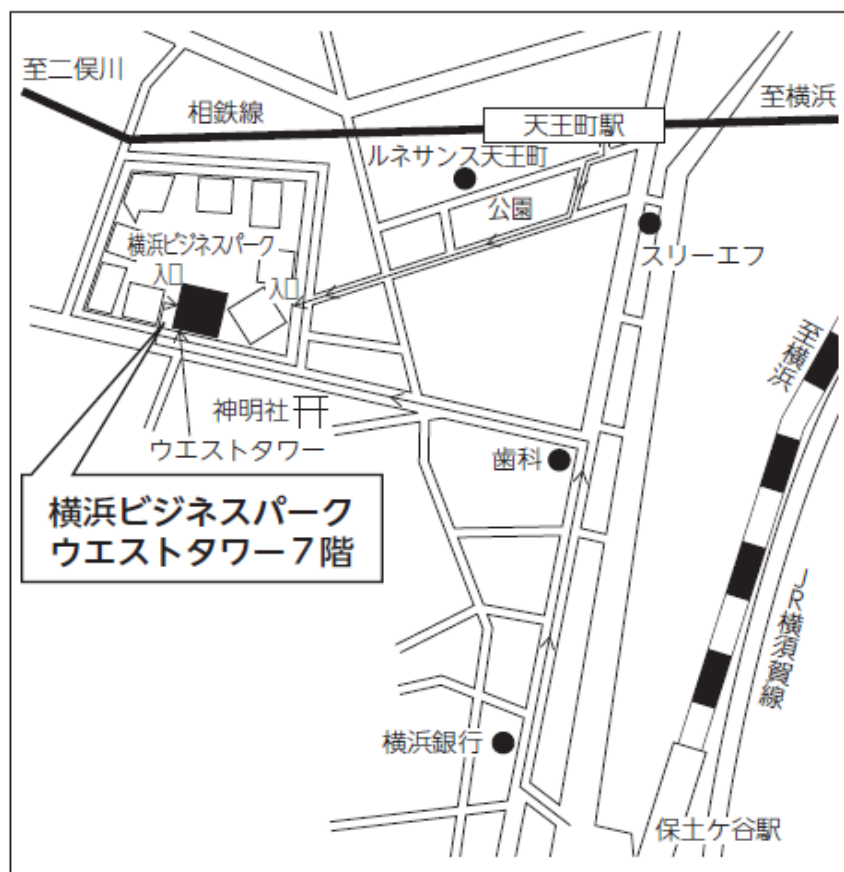 至二俣川
相鉄線
天王町駅
至横浜
ルネサンス天王町
公園
スリーエフ
横浜ビジネスパーク
入口
入口
至横浜
神明社
ウエストタワー
歯科
横浜ビジネスパーク
ウエストタワー7階
JR横須賀線
横浜銀行
保土ケ谷駅